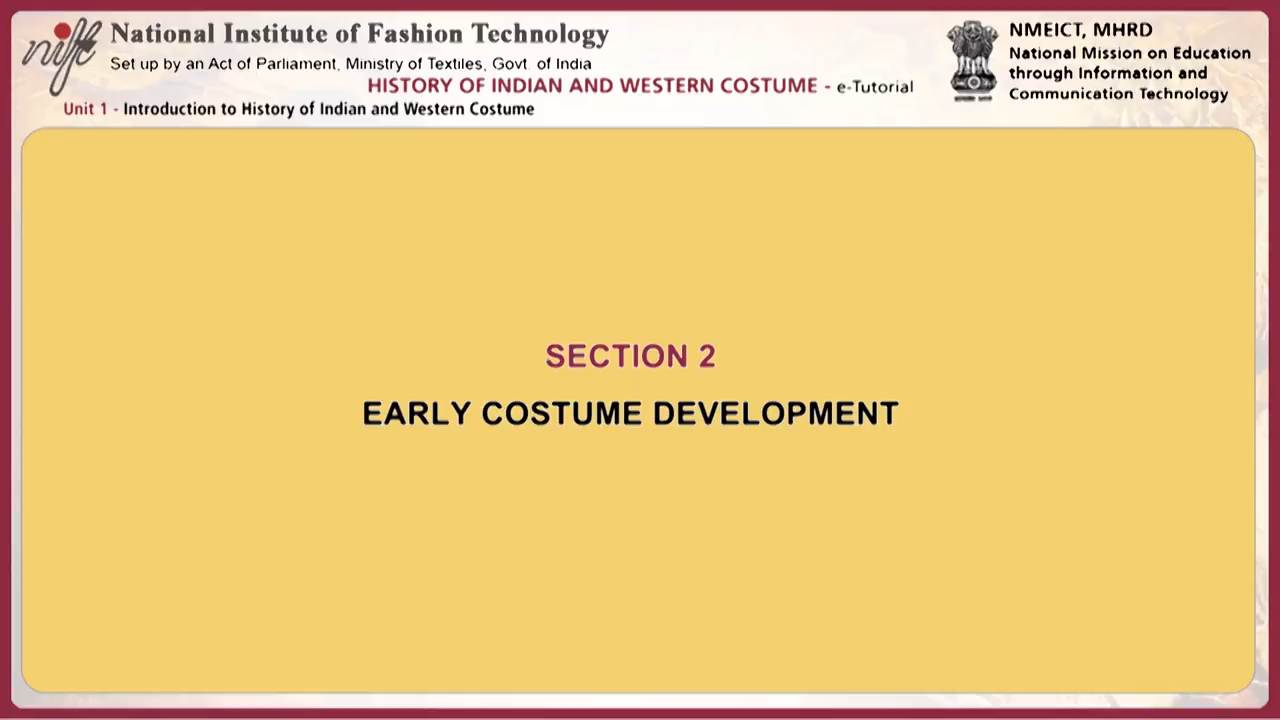 nift
National Institute of Fashion Technology
Set up by an Act of Parliament, Ministry of Textiles, Govt. of India
HISTORY OF INDIAN AND WESTERN COSTUME - e-Tutorial
Unit 1 - Introduction to History of Indian and Western Costume
NMEICT, MHRD
National Mission on Education
through Information and
Communication Technology
SECTION 2
EARLY COSTUME DEVELOPMENT